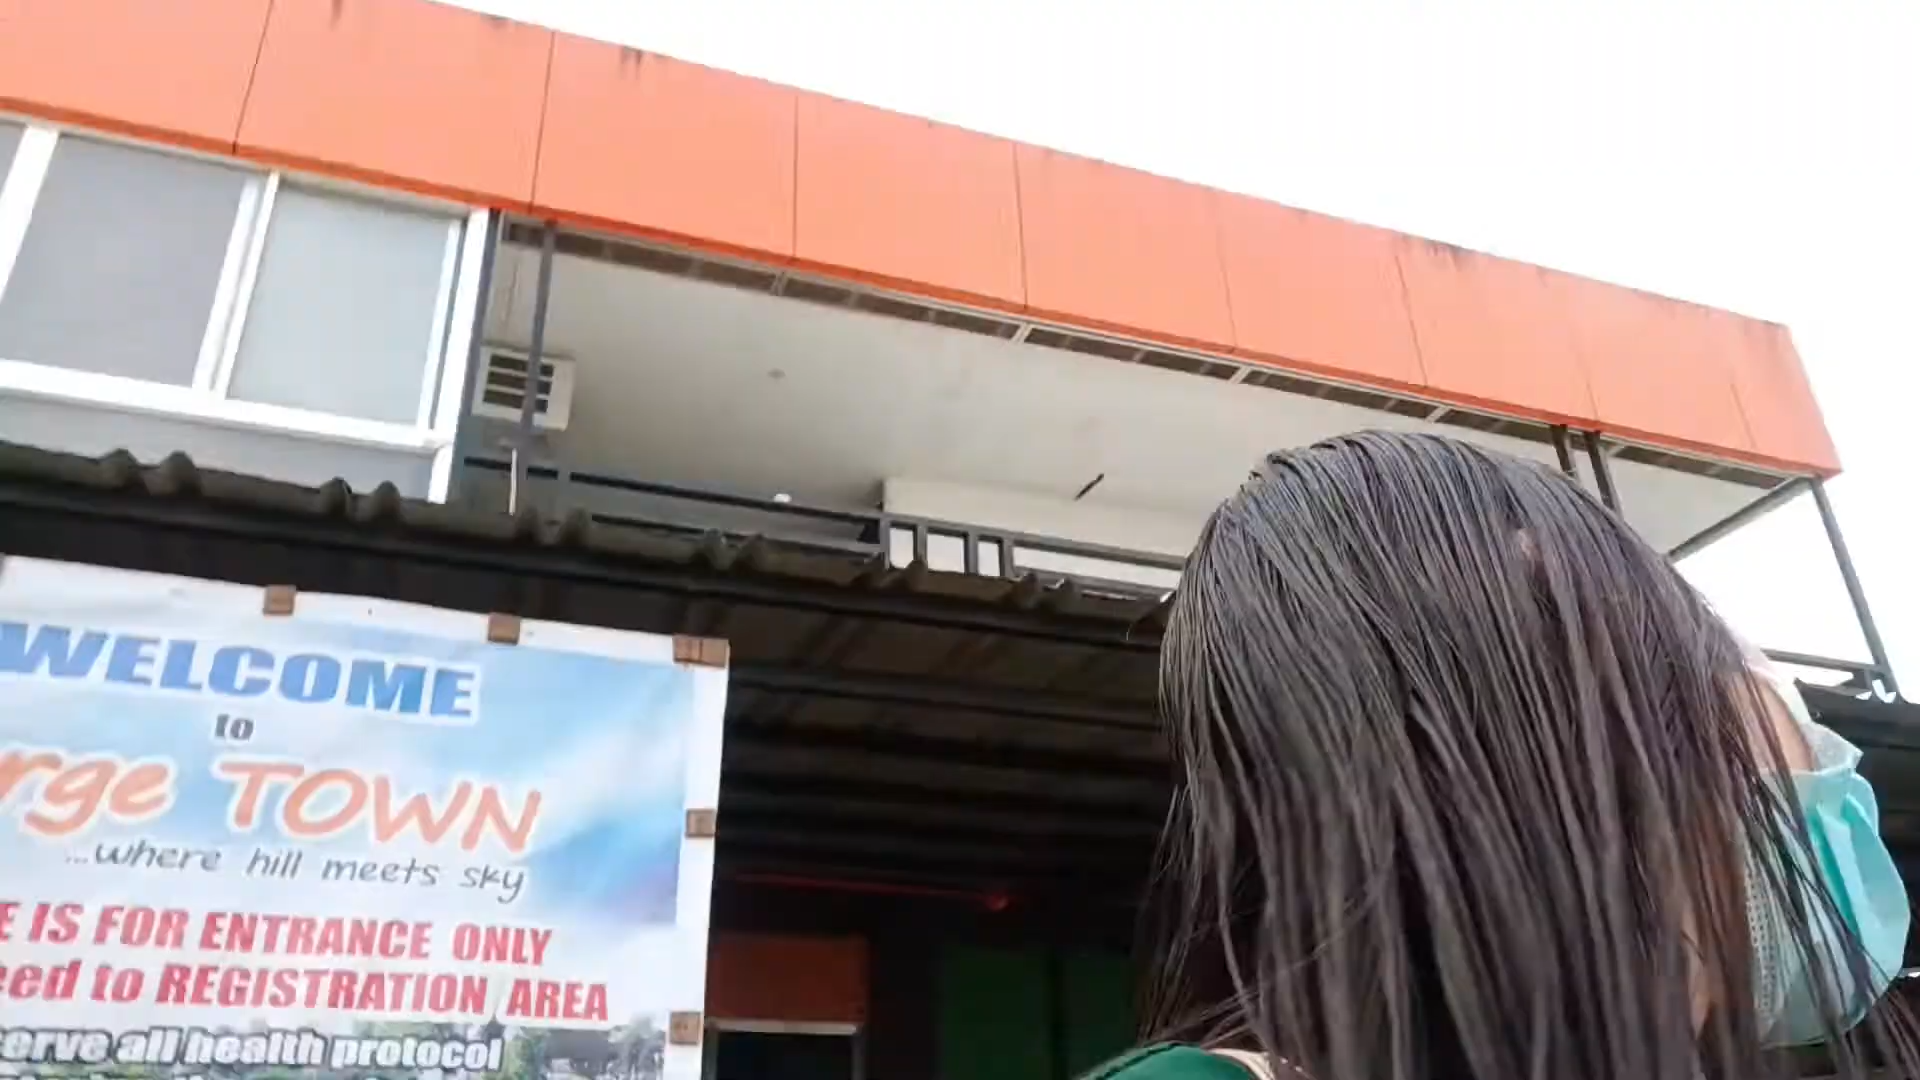 WELCOME
to
rge TOWN
...where hill meets sky
E IS FOR ENTRANCE ONLY
eed to REGISTRATION AREA
serve all health protocol